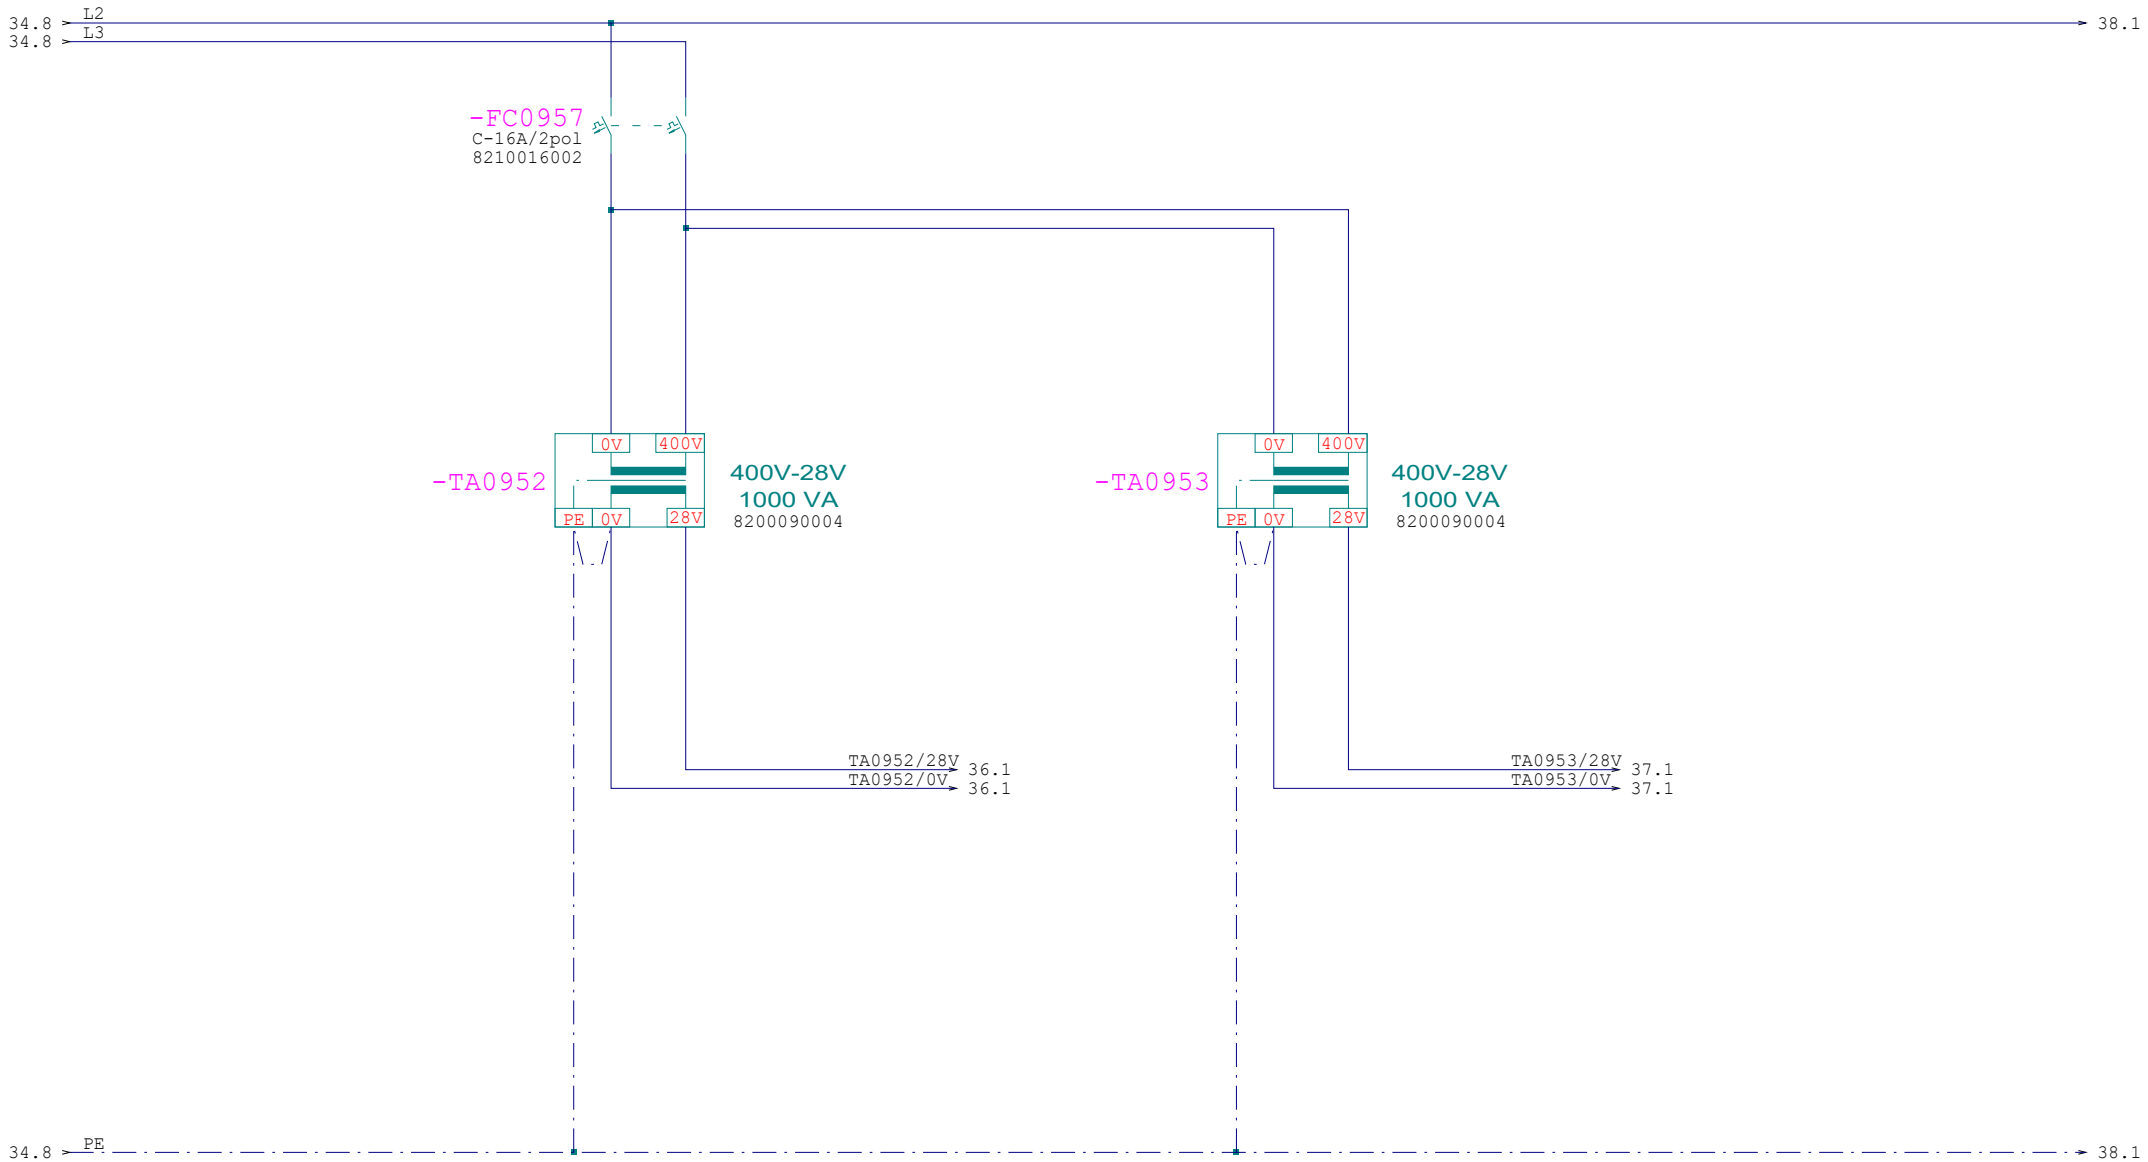 34.8 L2 38.1
34.8 L3
-FC0957
C-16A/2pol
8210016002
0V 400V
-TA0952
400V-28V
1000 VA
8200090004
PE 0V 28V
0V 400V
-TA0953
400V-28V
1000 VA
8200090004
PE 0V 28V
TA0952/28V 36.1
TA0952/0V 36.1
TA0953/28V 37.1
TA0953/0V 37.1
34.8 PE 38.1